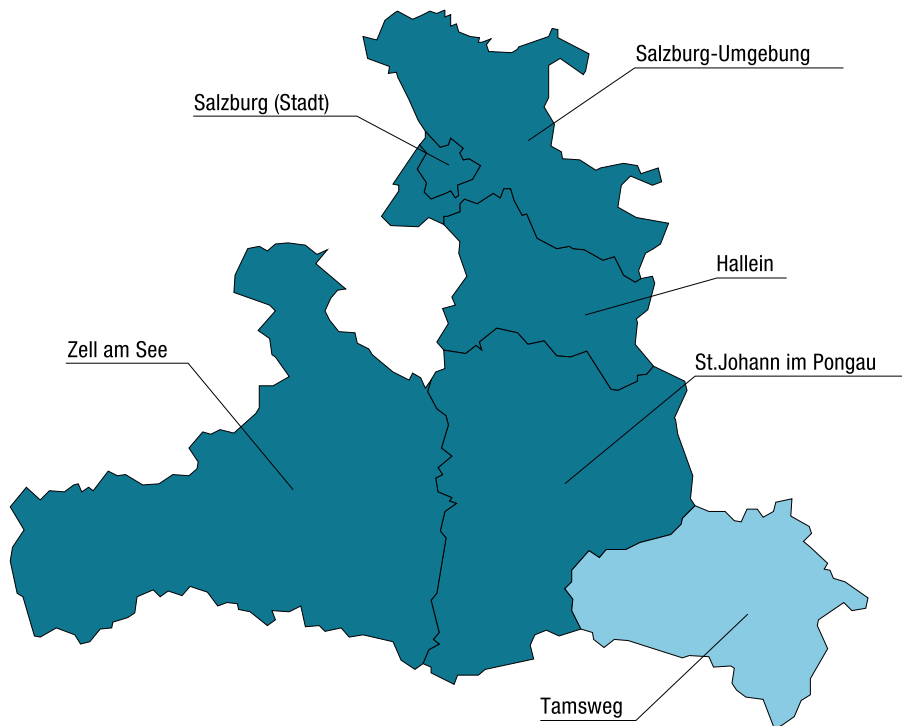 Salzburg-Umgebung
Salzburg (Stadt)
Hallein
Zell am See
St.Johann im Pongau
Tamsweg